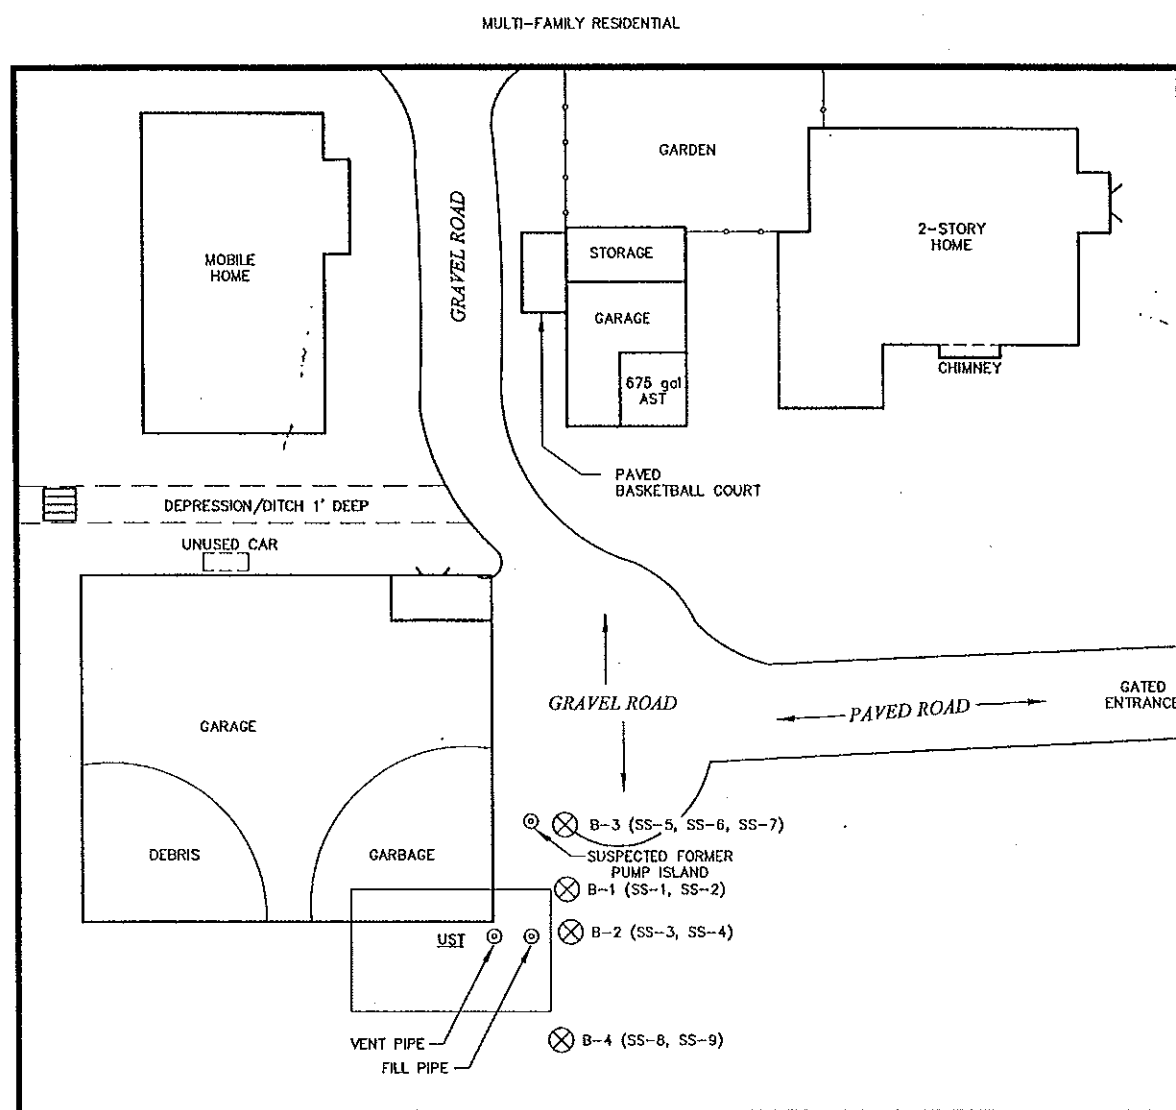 MULTI-FAMILY RESIDENTIAL
GARDEN
GRAVEL ROAD
2-STORY
HOME
MOBILE
HOME
STORAGE
GARAGE
675 gal
AST
CHIMNEY
PAVED
BASKETBALL COURT
DEPRESSION/DITCH 1' DEEP
UNUSED CAR
GATED
ENTRANCE
GRAVEL ROAD
PAVED ROAD
GARAGE
B-3 (SS-5, SS-6, SS-7)
DEBRIS
GARBAGE
SUSPECTED FORMER
PUMP ISLAND
B-1 (SS-1, SS-2)
UST
B-2 (SS-3, SS-4)
VENT PIPE
B-4 (SS-8, SS-9)
FILL PIPE